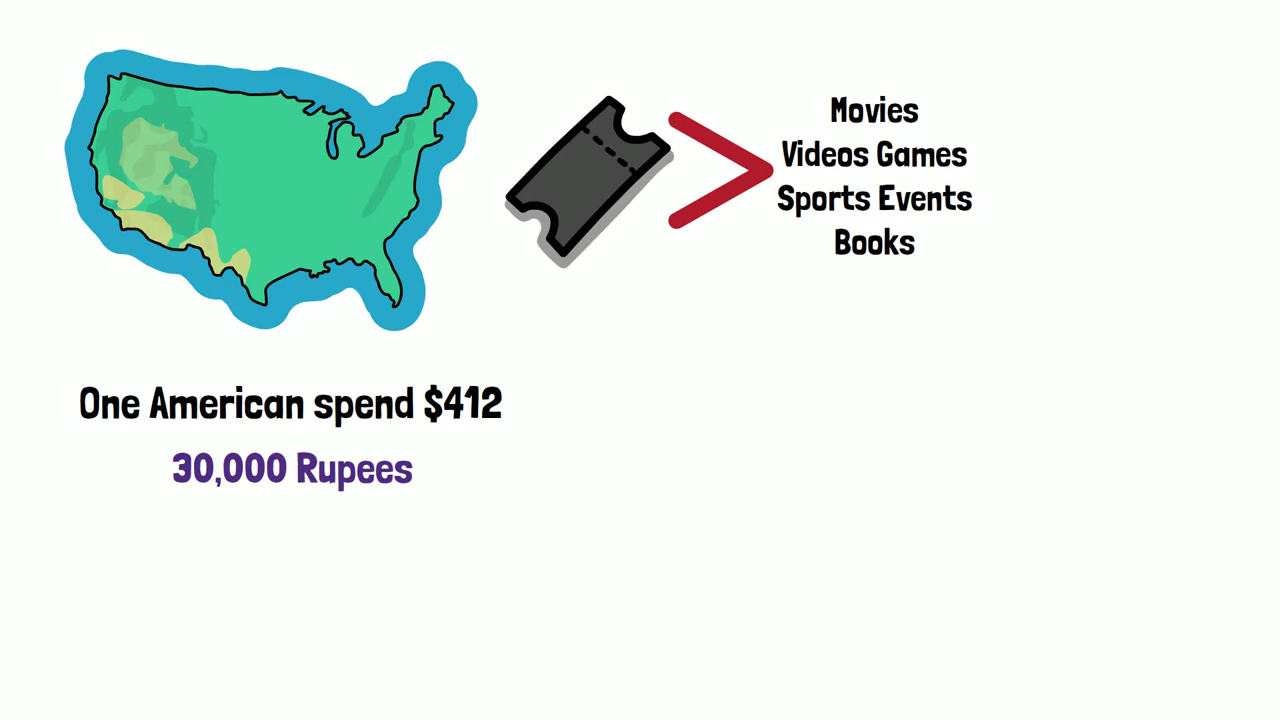 Movies
Videos Games
Sports Events
Books
One American spend $412
30,000 Rupees